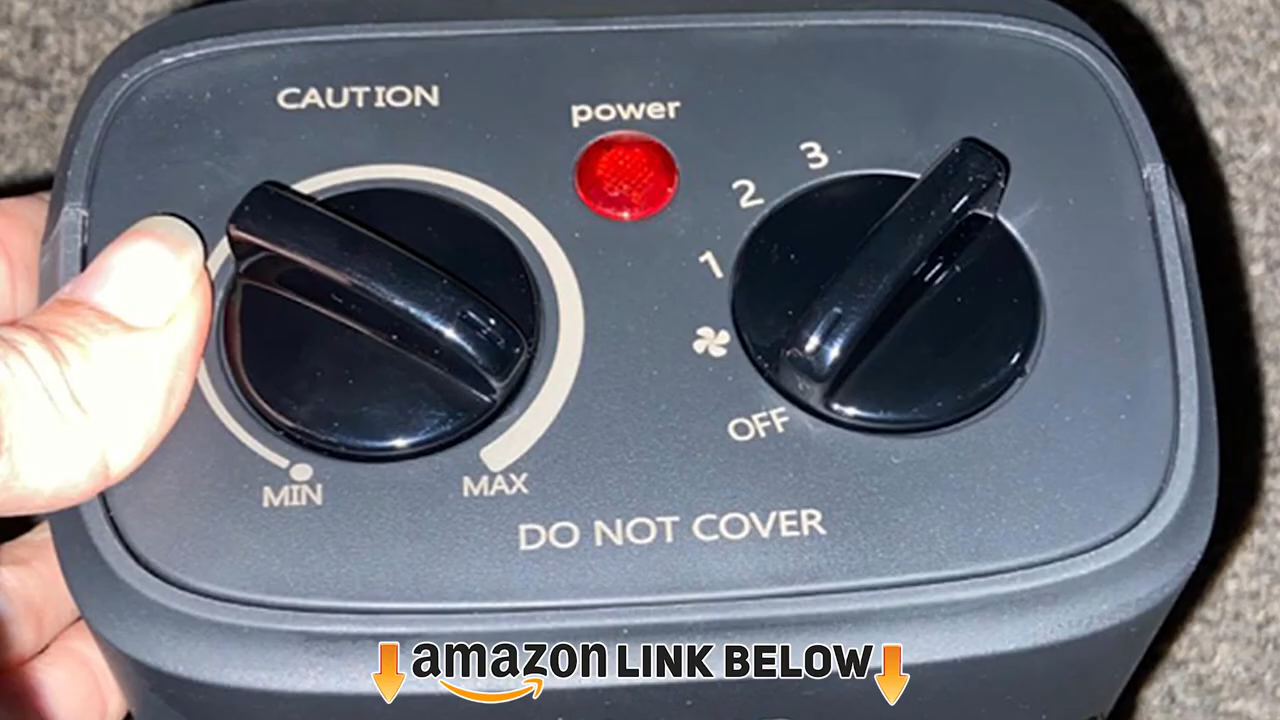 CAUTION
power
3
2
1
OFF
MIN
MAX
DO NOT COVER
amazon LINK BELOW